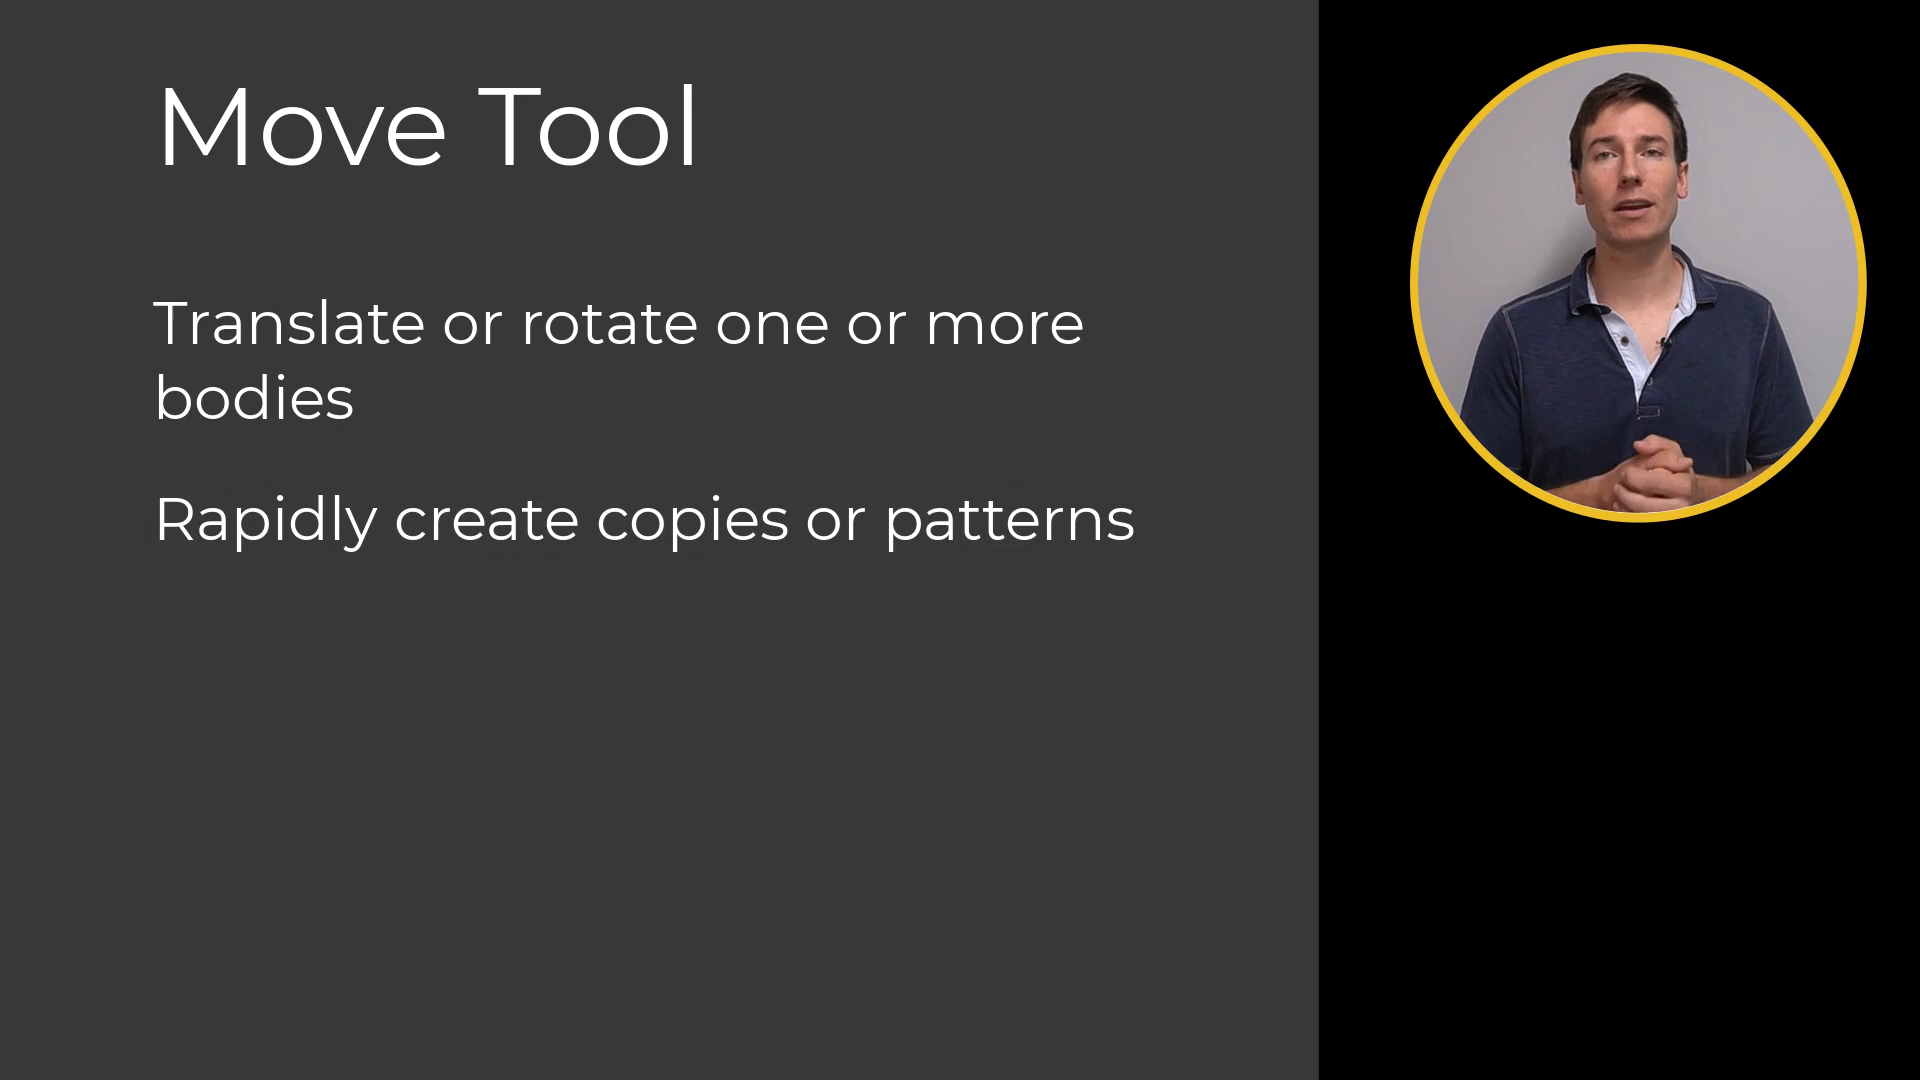 Move Tool
Translate or rotate one or more
bodies
Rapidly create copies or patterns